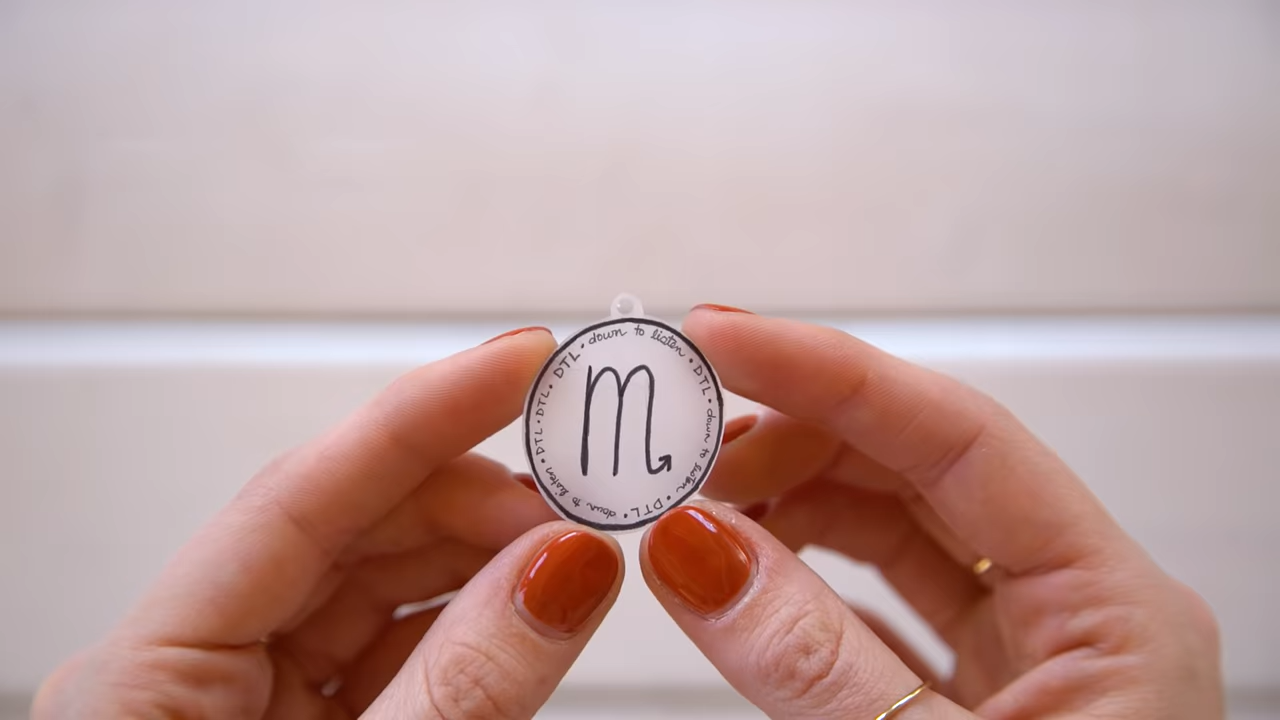 DTL • down to listen • DTL • down to listen • DTL • down to listen • DTL • DTL •
♏